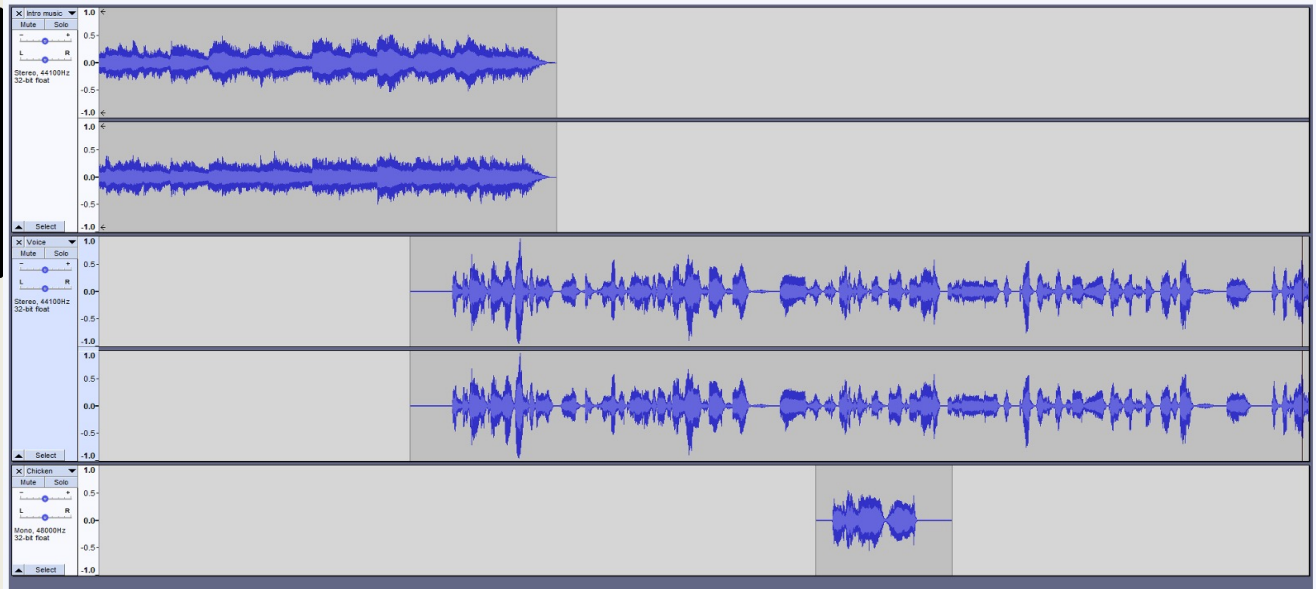 × Intro music ▼
Mute Solo
- +
L R
Stereo, 44100Hz
32-bit float
▲ Select
1.0
0.5
0.0
-0.5
-1.0
1.0
0.5
0.0
-0.5
-1.0
× Voice ▼
Mute Solo
- +
L R
Stereo, 44100Hz
32-bit float
▲ Select
1.0
0.5
0.0
-0.5
-1.0
1.0
0.5
0.0
-0.5
-1.0
× Chicken ▼
Mute Solo
- +
L R
Mono, 48000Hz
32-bit float
▲ Select
1.0
0.5
0.0
-0.5
-1.0